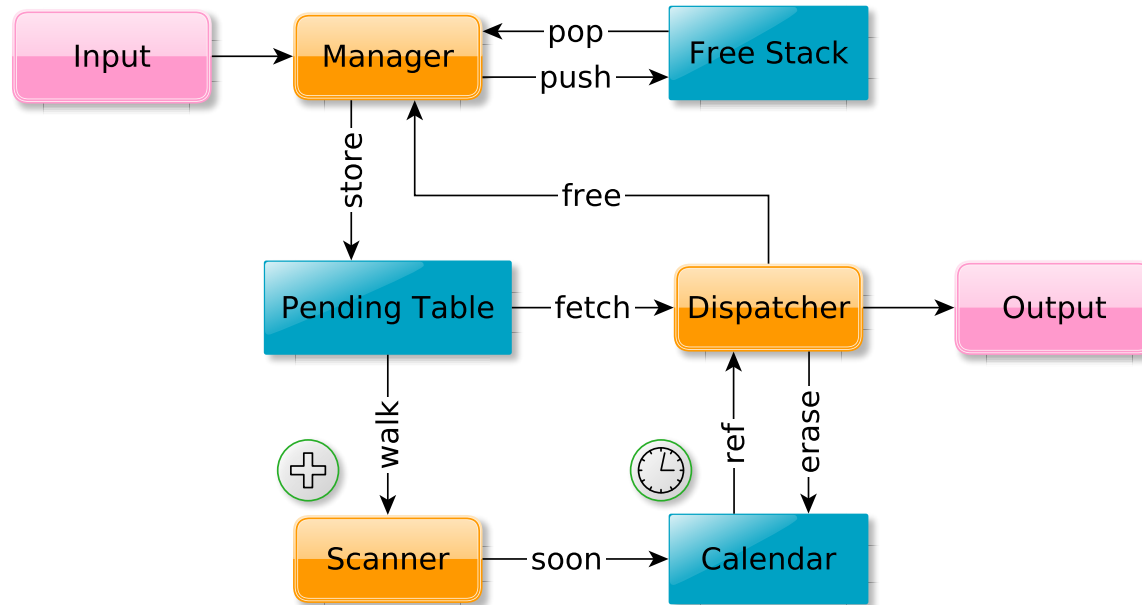 Input
Manager
pop
push
Free Stack
store
free
Pending Table
fetch
Dispatcher
Output
walk
ref
erase
Scanner
soon
Calendar